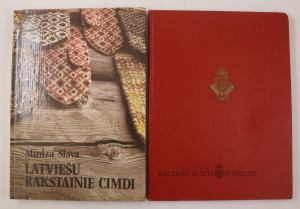 Mirdza Slava
LATVIEŠU
RAKSTAINIE CIMDI
BALTARS AUCTION HOUSE